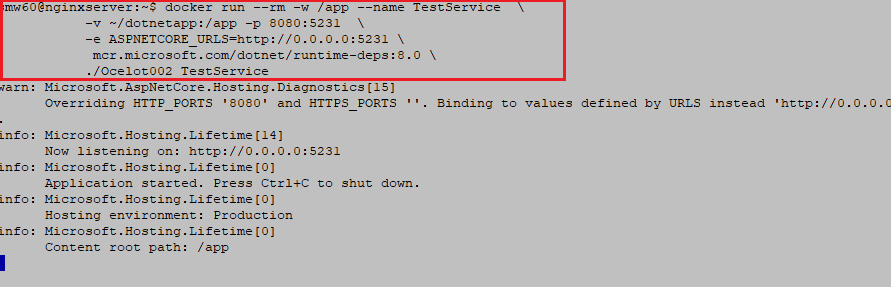 smw60@nginxserver:~$ docker run --rm -w /app --name TestService \
-v ~/dotnetapp:/app -p 8080:5231 \
-e ASPNETCORE_URLS=http://0.0.0.0:5231 \
mcr.microsoft.com/dotnet/runtime-deps:8.0 \
./Ocelot002 TestService
warn: Microsoft.AspNetCore.Hosting.Diagnostics[15]
Overriding HTTP_PORTS '8080' and HTTPS_PORTS ''. Binding to values defined by URLS instead 'http://0.0.0.0
.
info: Microsoft.Hosting.Lifetime[14]
Now listening on: http://0.0.0.0:5231
info: Microsoft.Hosting.Lifetime[0]
Application started. Press Ctrl+C to shut down.
info: Microsoft.Hosting.Lifetime[0]
Hosting environment: Production
info: Microsoft.Hosting.Lifetime[0]
Content root path: /app